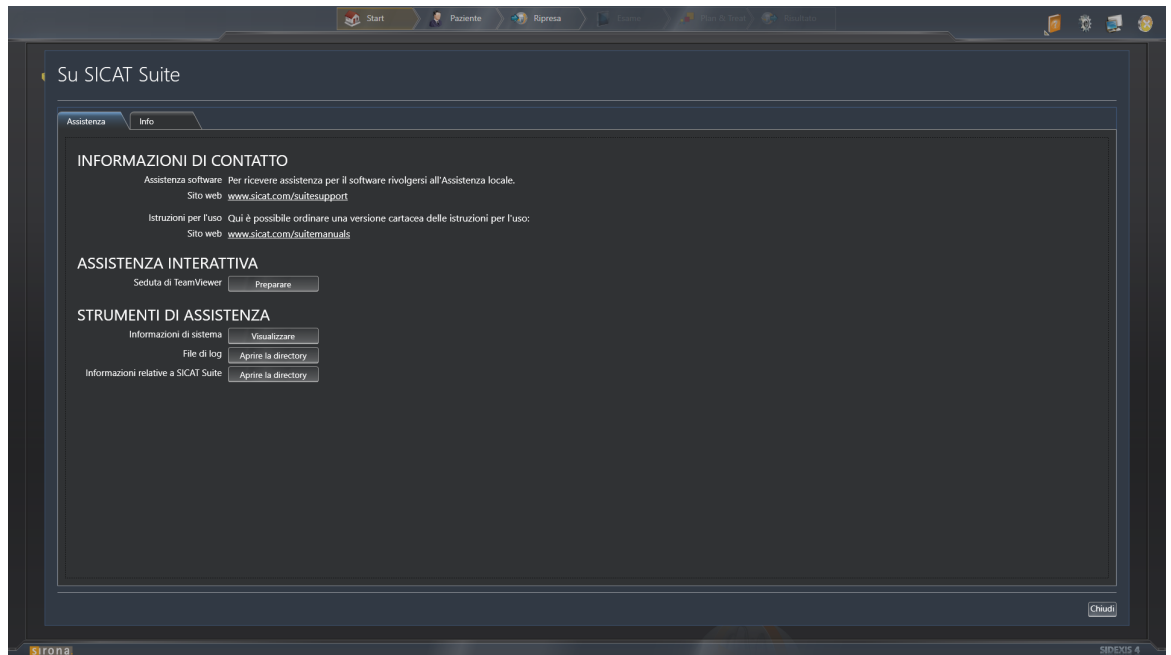 Start Paziente Ripresa Esame Plan & Treat Risultato
Su SICAT Suite
Assistenza Info
INFORMAZIONI DI CONTATTO
Assistenza software Per ricevere assistenza per il software rivolgersi all'Assistenza locale.
Sito web www.sicat.com/suitesupport
Istruzioni per l'uso Qui è possibile ordinare una versione cartacea delle istruzioni per l'uso:
Sito web www.sicat.com/suitemanuals
ASSISTENZA INTERATTIVA
Seduta di TeamViewer Preparare
STRUMENTI DI ASSISTENZA
Informazioni di sistema Visualizzare
File di log Aprire la directory
Informazioni relative a SICAT Suite Aprire la directory
Chiudi
sirona. SIDEXIS 4